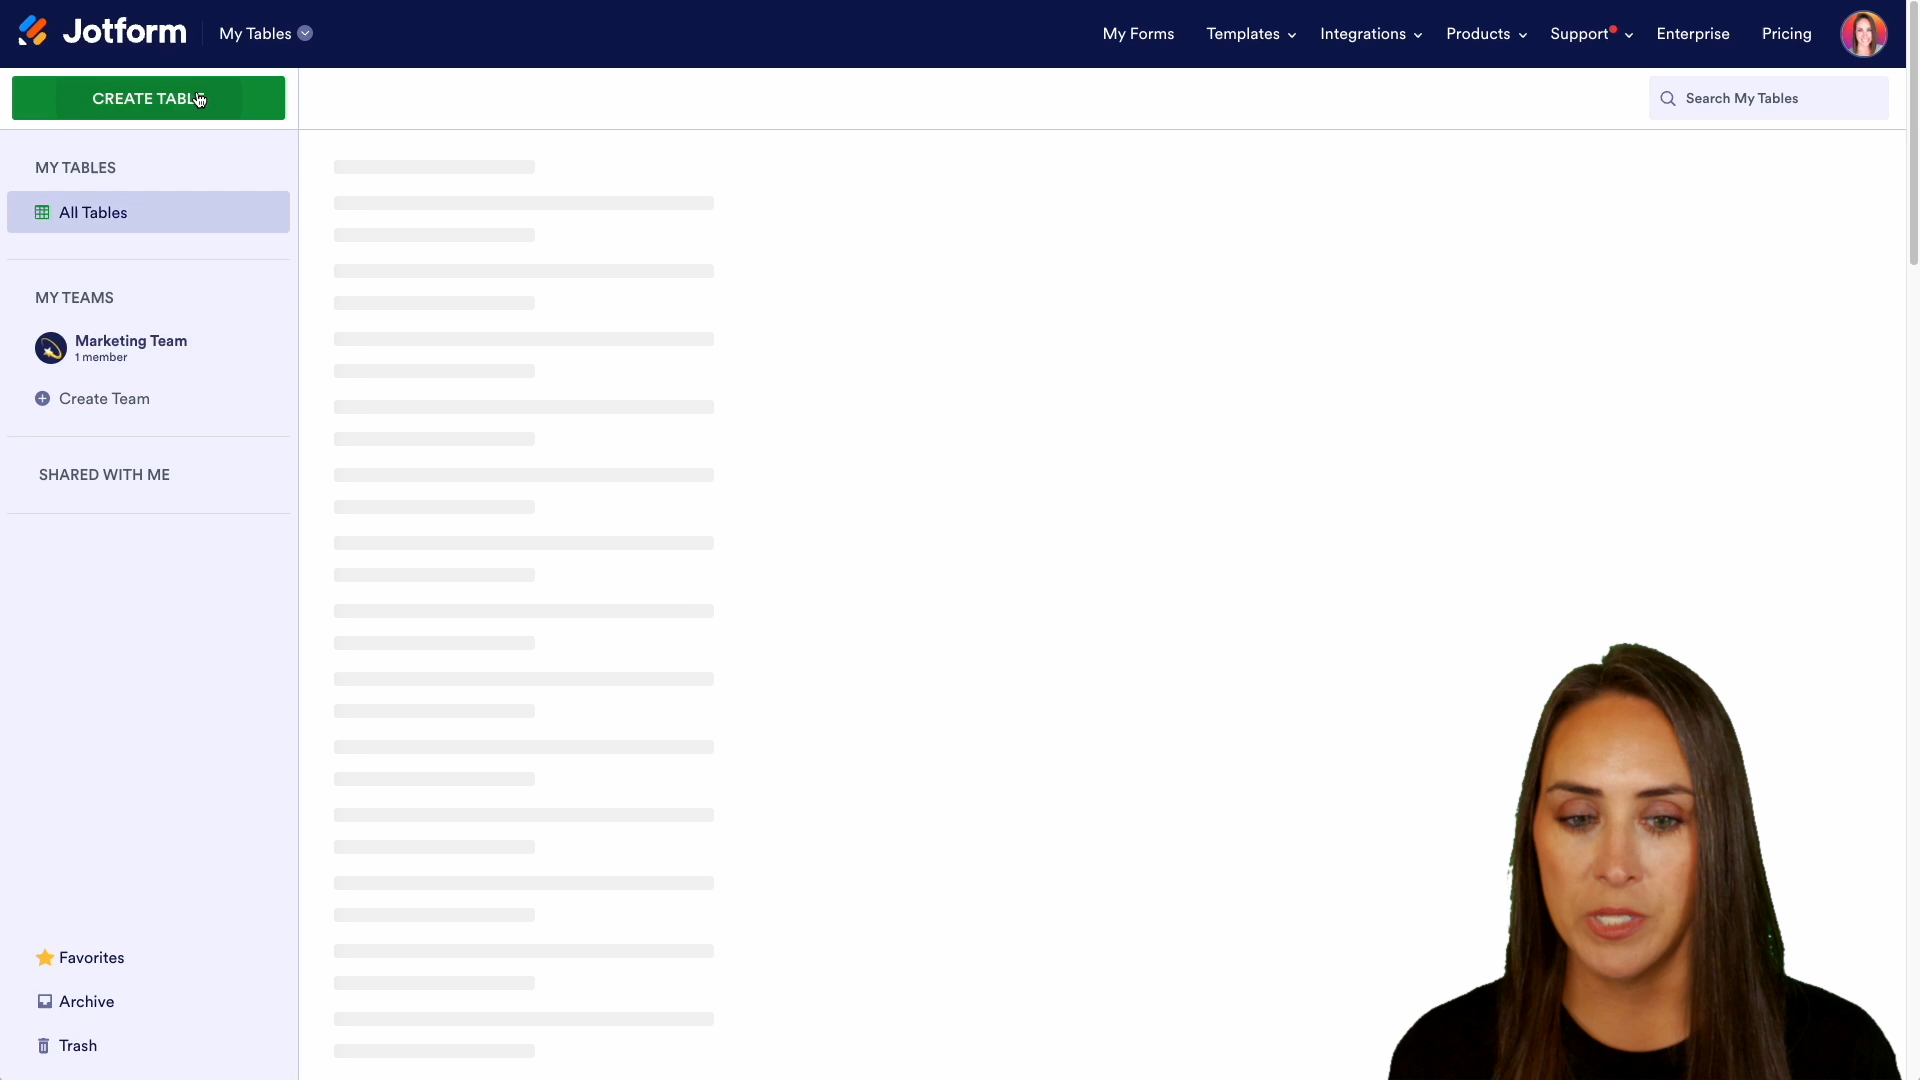 Jotform
My Tables
My Forms
Templates
Integrations
Products
Support
Enterprise
Pricing
CREATE TABLE
Search My Tables
MY TABLES
All Tables
MY TEAMS
Marketing Team
1 member
Create Team
SHARED WITH ME
Favorites
Archive
Trash